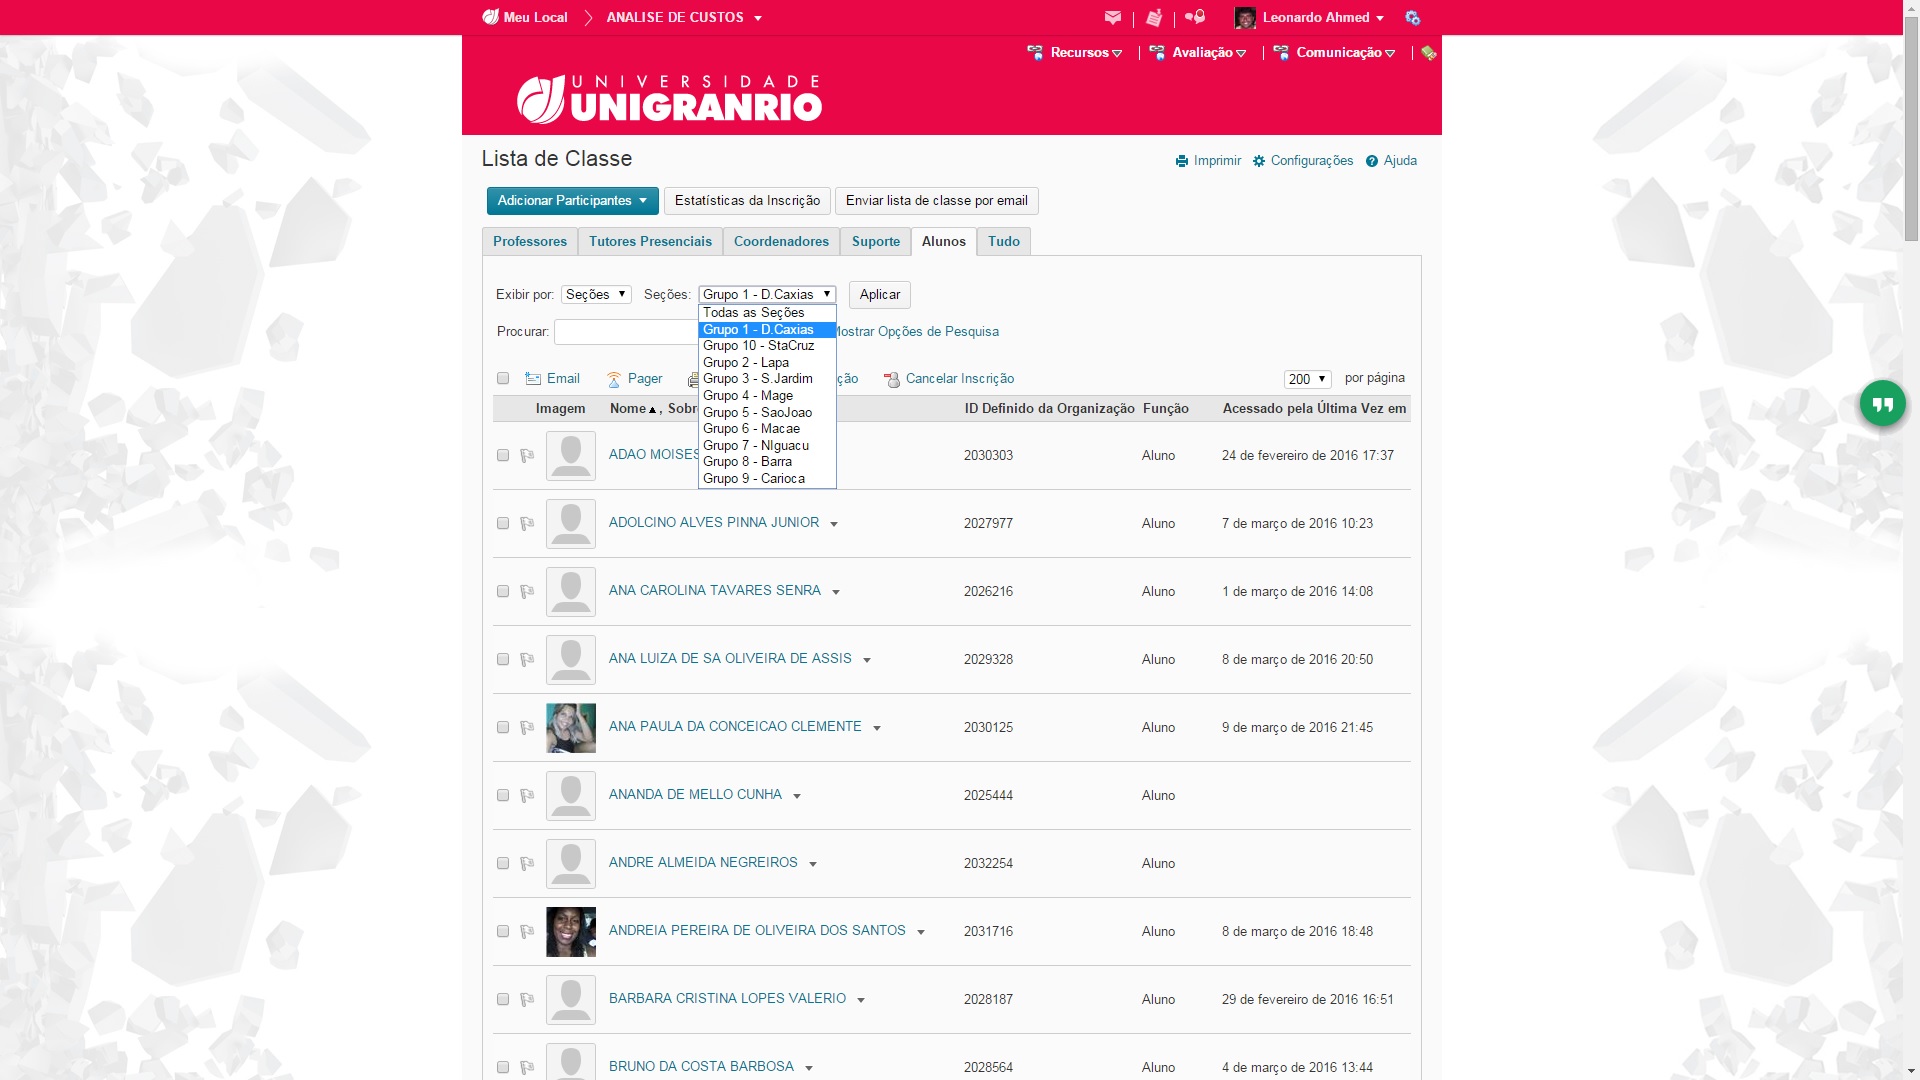 Meu Local ANALISE DE CUSTOS Leonardo Ahmed
Recursos Avaliação Comunicação
UNIVERSIDADE
UNIGRANRIO
Lista de Classe
Imprimir Configurações Ajuda
Adicionar Participantes Estatísticas da Inscrição Enviar lista de classe por email
Professores Tutores Presenciais Coordenadores Suporte Alunos Tudo
Exibir por: Seções Seções: Grupo 1 - D.Caxias Aplicar
Todas as Seções
Grupo 1 - D.Caxias
Grupo 10 - StaCruz
Grupo 2 - Lapa
Grupo 3 - S.Jardim
Grupo 4 - Mage
Grupo 5 - SaoJoao
Grupo 6 - Macae
Grupo 7 - NIguacu
Grupo 8 - Barra
Grupo 9 - Carioca
Procurar: Mostrar Opções de Pesquisa
Email Pager ção Cancelar Inscrição 200 por página
Imagem Nome , Sobr ID Definido da Organização Função Acessado pela Última Vez em
ADAO MOISES 2030303 Aluno 24 de fevereiro de 2016 17:37
ADOLCINO ALVES PINNA JUNIOR 2027977 Aluno 7 de março de 2016 10:23
ANA CAROLINA TAVARES SENRA 2026216 Aluno 1 de março de 2016 14:08
ANA LUIZA DE SA OLIVEIRA DE ASSIS 2029328 Aluno 8 de março de 2016 20:50
ANA PAULA DA CONCEICAO CLEMENTE 2030125 Aluno 9 de março de 2016 21:45
ANANDA DE MELLO CUNHA 2025444 Aluno
ANDRE ALMEIDA NEGREIROS 2032254 Aluno
ANDREIA PEREIRA DE OLIVEIRA DOS SANTOS 2031716 Aluno 8 de março de 2016 18:48
BARBARA CRISTINA LOPES VALERIO 2028187 Aluno 29 de fevereiro de 2016 16:51
BRUNO DA COSTA BARBOSA 2028564 Aluno 4 de março de 2016 13:44